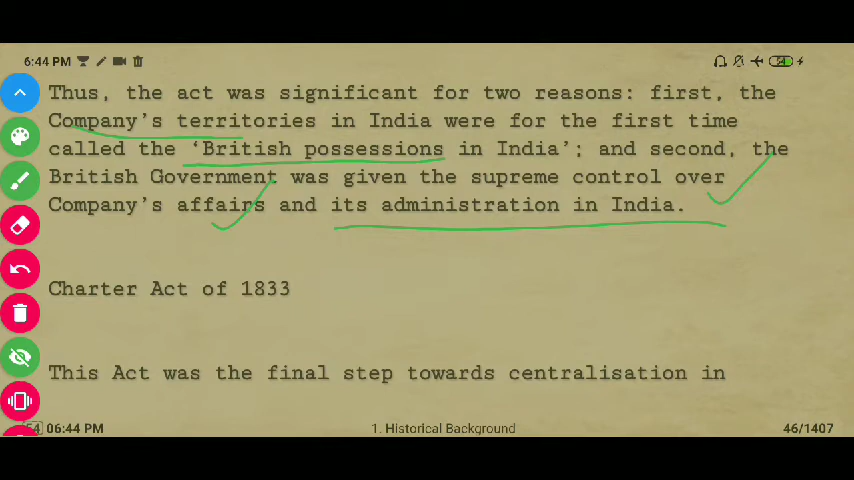 6:44 PM
Thus, the act was significant for two reasons: first, the
Company's territories in India were for the first time
called the 'British possessions in India'; and second, the
British Government was given the supreme control over
Company's affairs and its administration in India.
Charter Act of 1833
This Act was the final step towards centralisation in
54 06:44 PM
1. Historical Background
46/1407